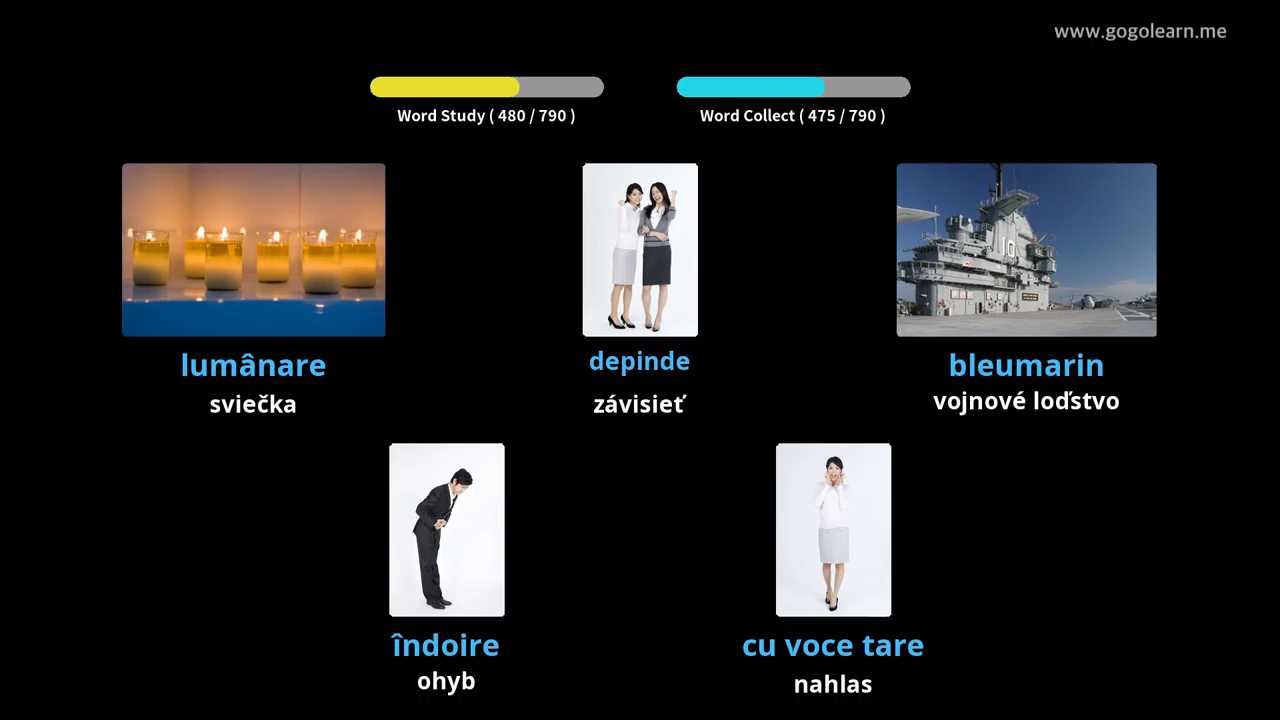 www.gogolearn.me
Word Study ( 480 / 790 )
Word Collect ( 475 / 790 )
lumânare
sviečka
depinde
závisieť
bleumarin
vojnové loďstvo
îndoire
ohyb
cu voce tare
nahlas